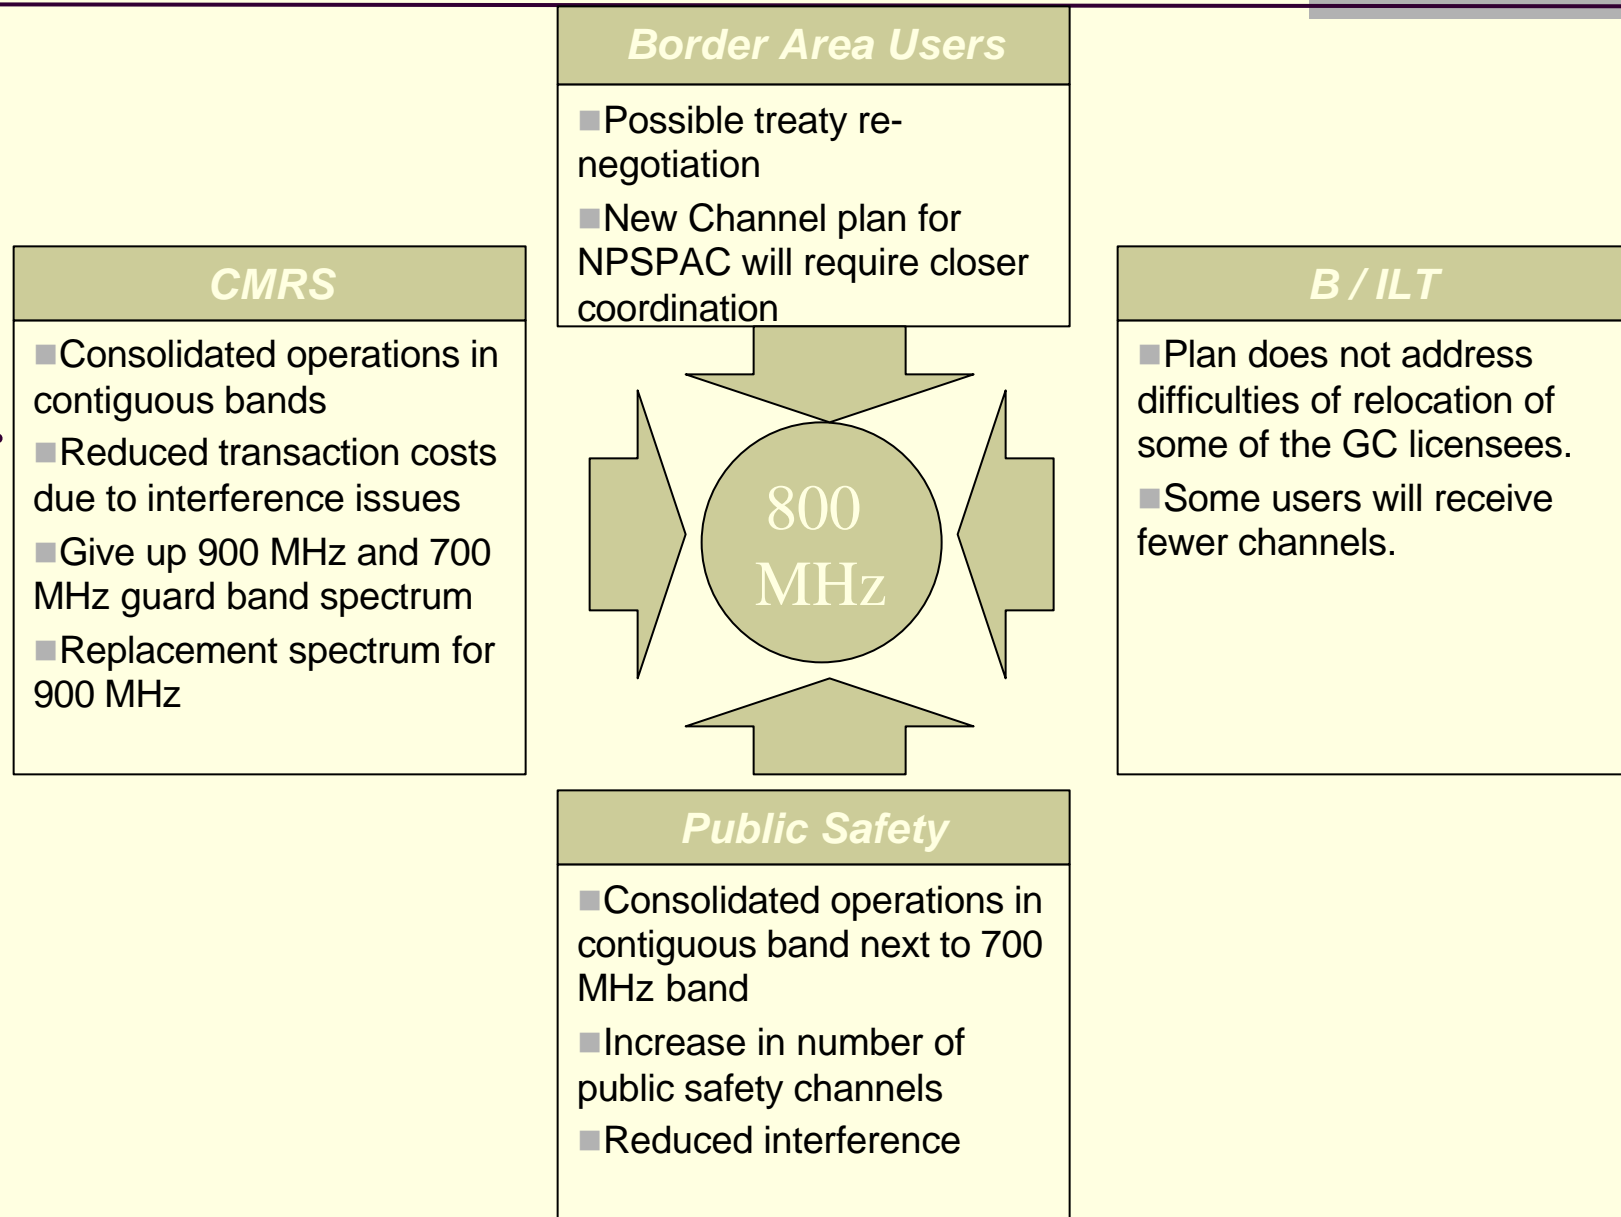 Border Area Users
■Possible treaty re-
negotiation
■New Channel plan for
NPSPAC will require closer
coordination
CMRS
■Consolidated operations in
contiguous bands
■Reduced transaction costs
due to interference issues
■Give up 900 MHz and 700
MHz guard band spectrum
■Replacement spectrum for
900 MHz
800
MHz
B / ILT
■Plan does not address
difficulties of relocation of
some of the GC licensees.
■Some users will receive
fewer channels.
Public Safety
■Consolidated operations in
contiguous band next to 700
MHz band
■Increase in number of
public safety channels
■Reduced interference